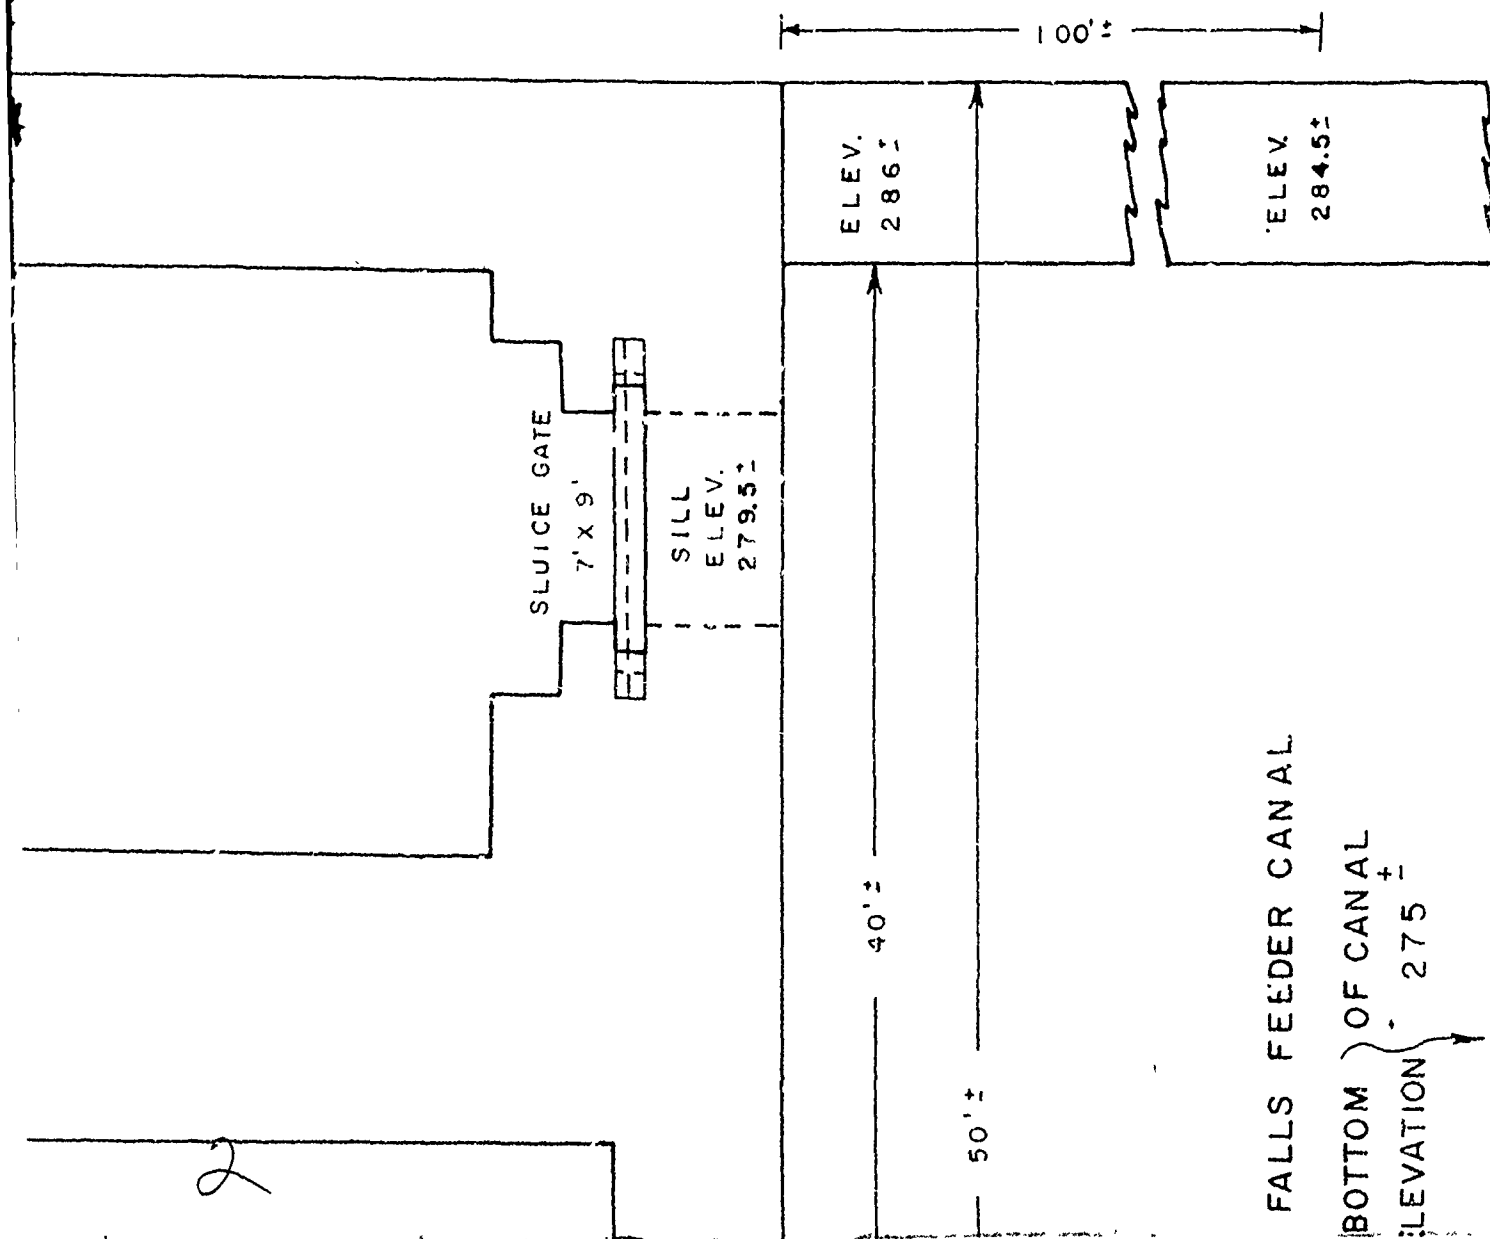 100'±
ELEV.
286±
ELEV.
284.5±
SLUICE GATE
7' X 9'
SILL
ELEV.
279.5±
40'±
50'±
FALLS FEEDER CANAL
BOTTOM OF CANAL
ELEVATION 275±
2